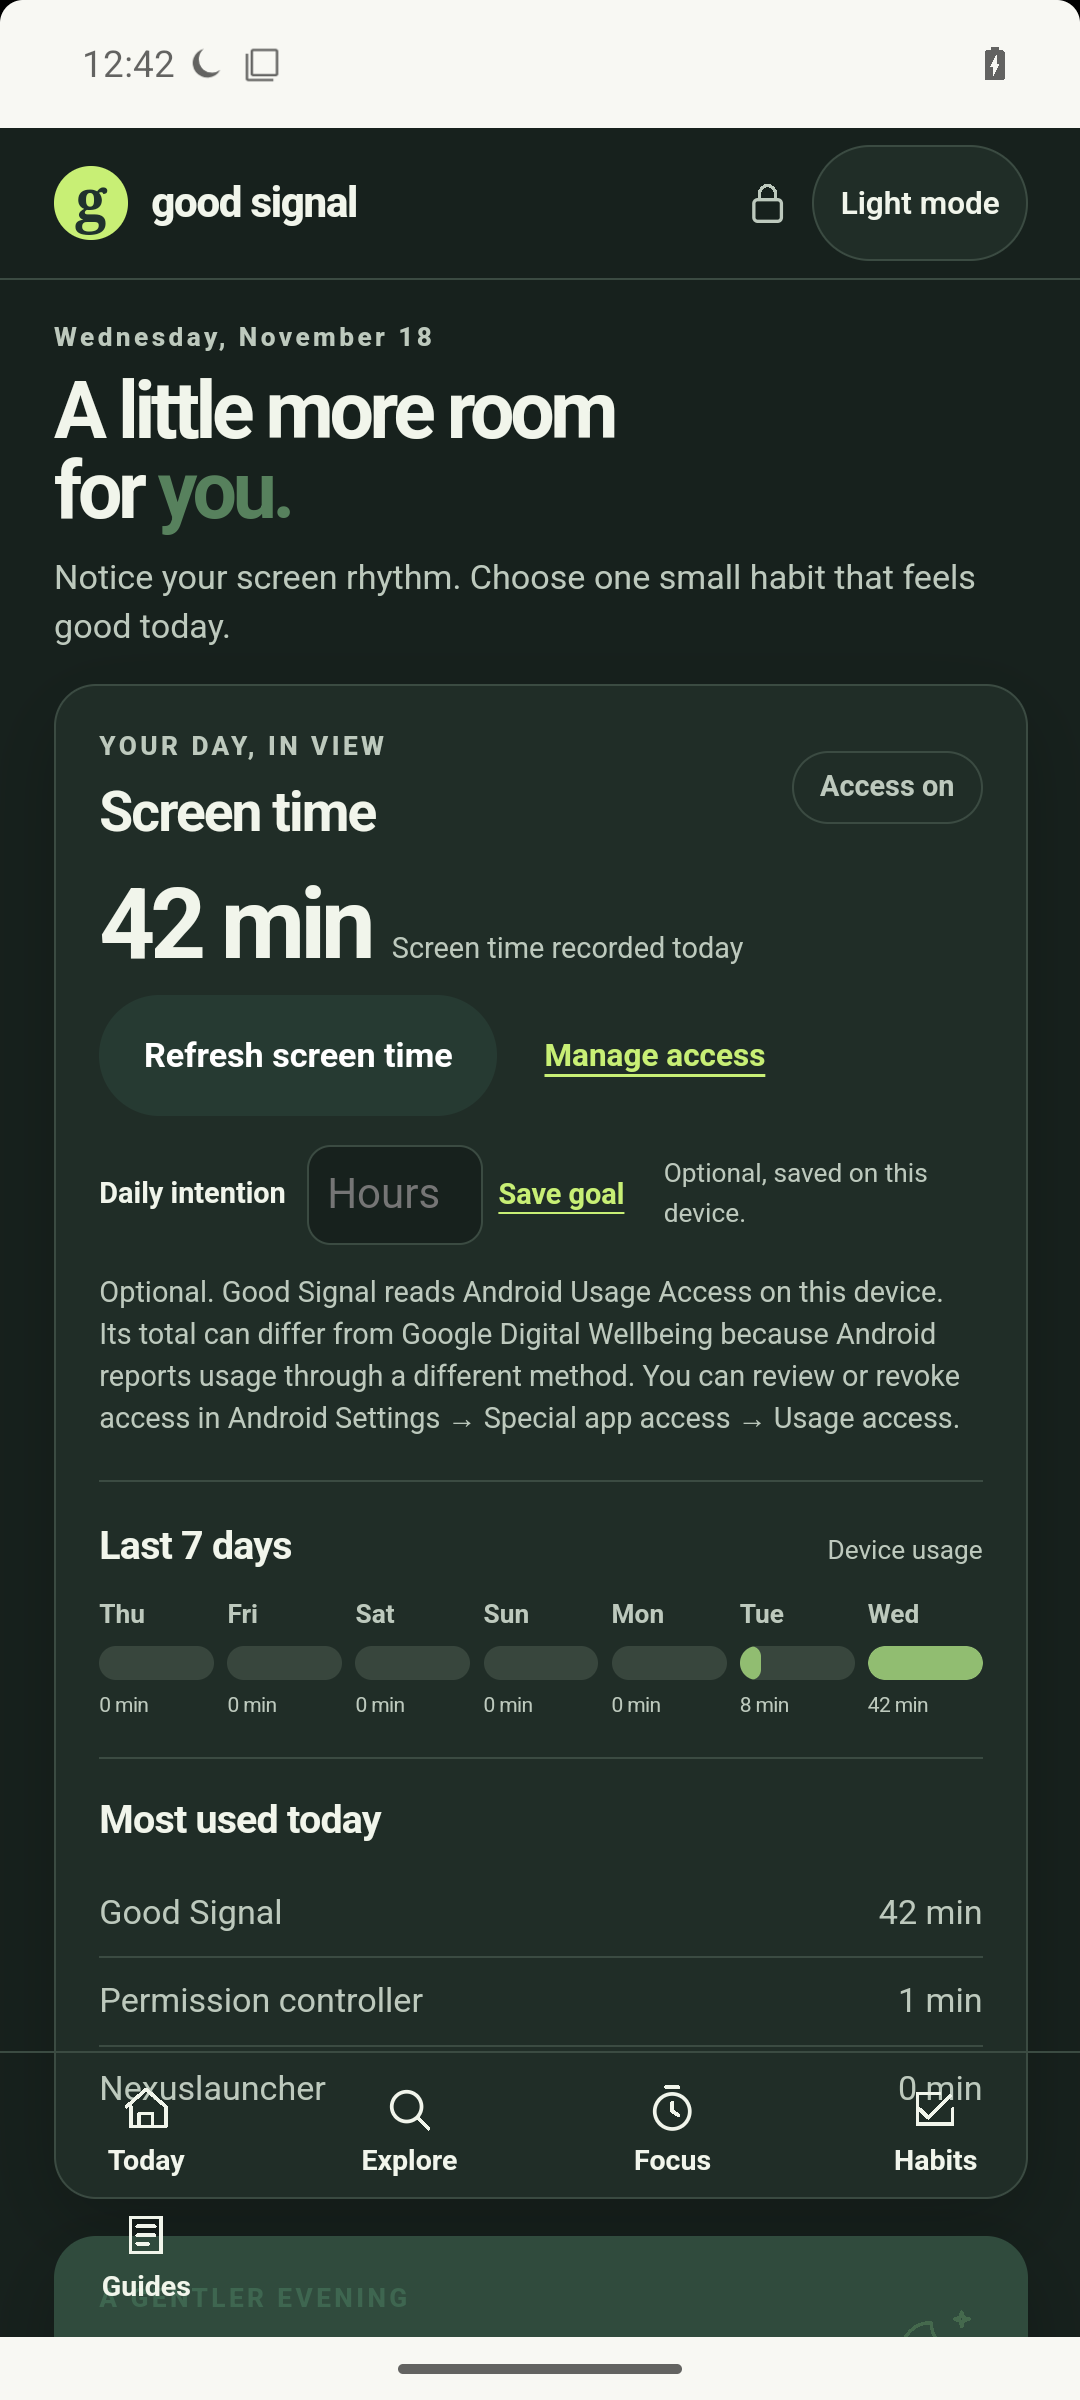 12:42
g good signal
Light mode
Wednesday, November 18
A little more room
for you.
Notice your screen rhythm. Choose one small habit that feels
good today.
YOUR DAY, IN VIEW
Screen time
Access on
42 min Screen time recorded today
Refresh screen time
Manage access
Daily intention
Hours
Save goal
Optional, saved on this
device.
Optional. Good Signal reads Android Usage Access on this device.
Its total can differ from Google Digital Wellbeing because Android
reports usage through a different method. You can review or revoke
access in Android Settings → Special app access → Usage access.
Last 7 days
Device usage
Thu Fri Sat Sun Mon Tue Wed
0 min 0 min 0 min 0 min 0 min 8 min 42 min
Most used today
Good Signal 42 min
Permission controller 1 min
Nexuslauncher 0 min
Today Explore Focus Habits
Guides
A GENTLER EVENING